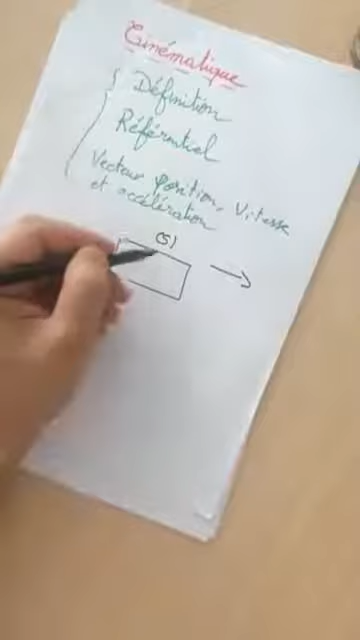 Cinématique
Définition
Référentiel
Vecteur position, Vitesse
et accélération
(S)